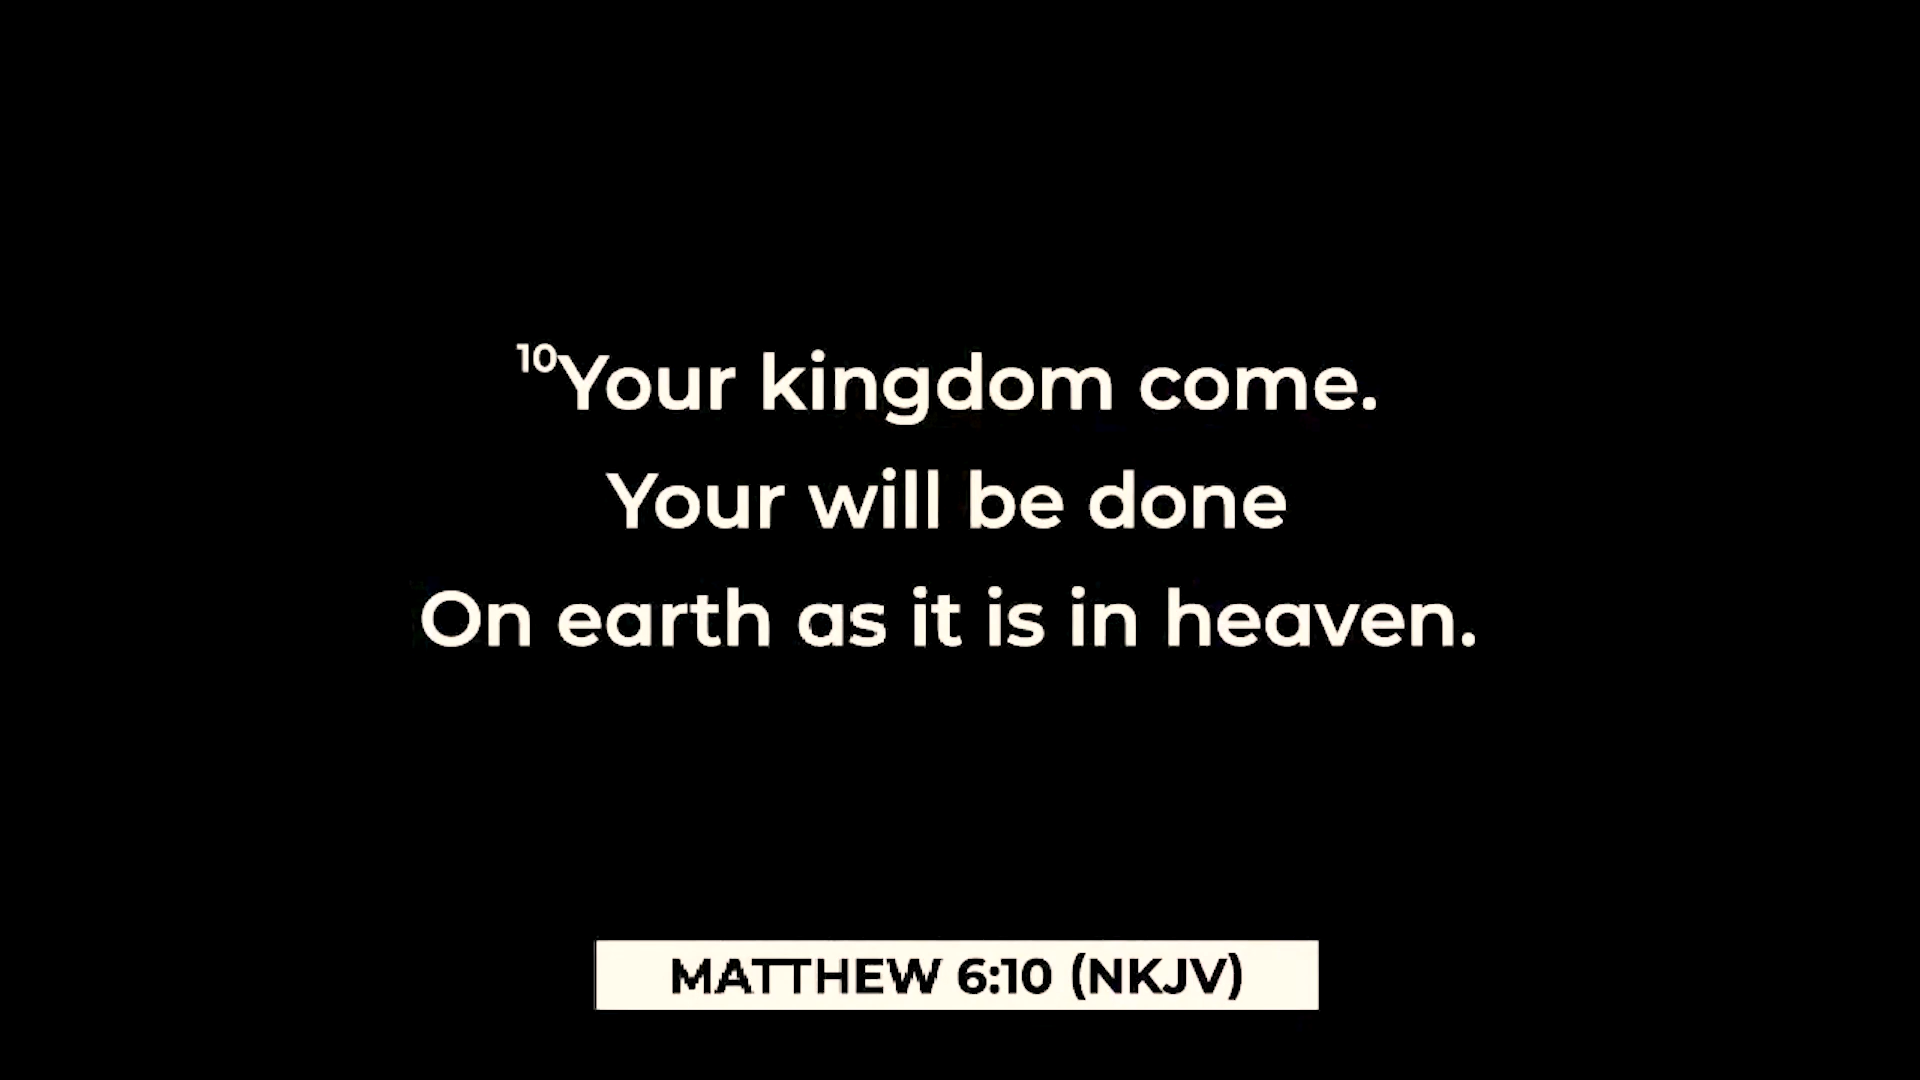 10Your kingdom come.
Your will be done
On earth as it is in heaven.
MATTHEW 6:10 (NKJV)